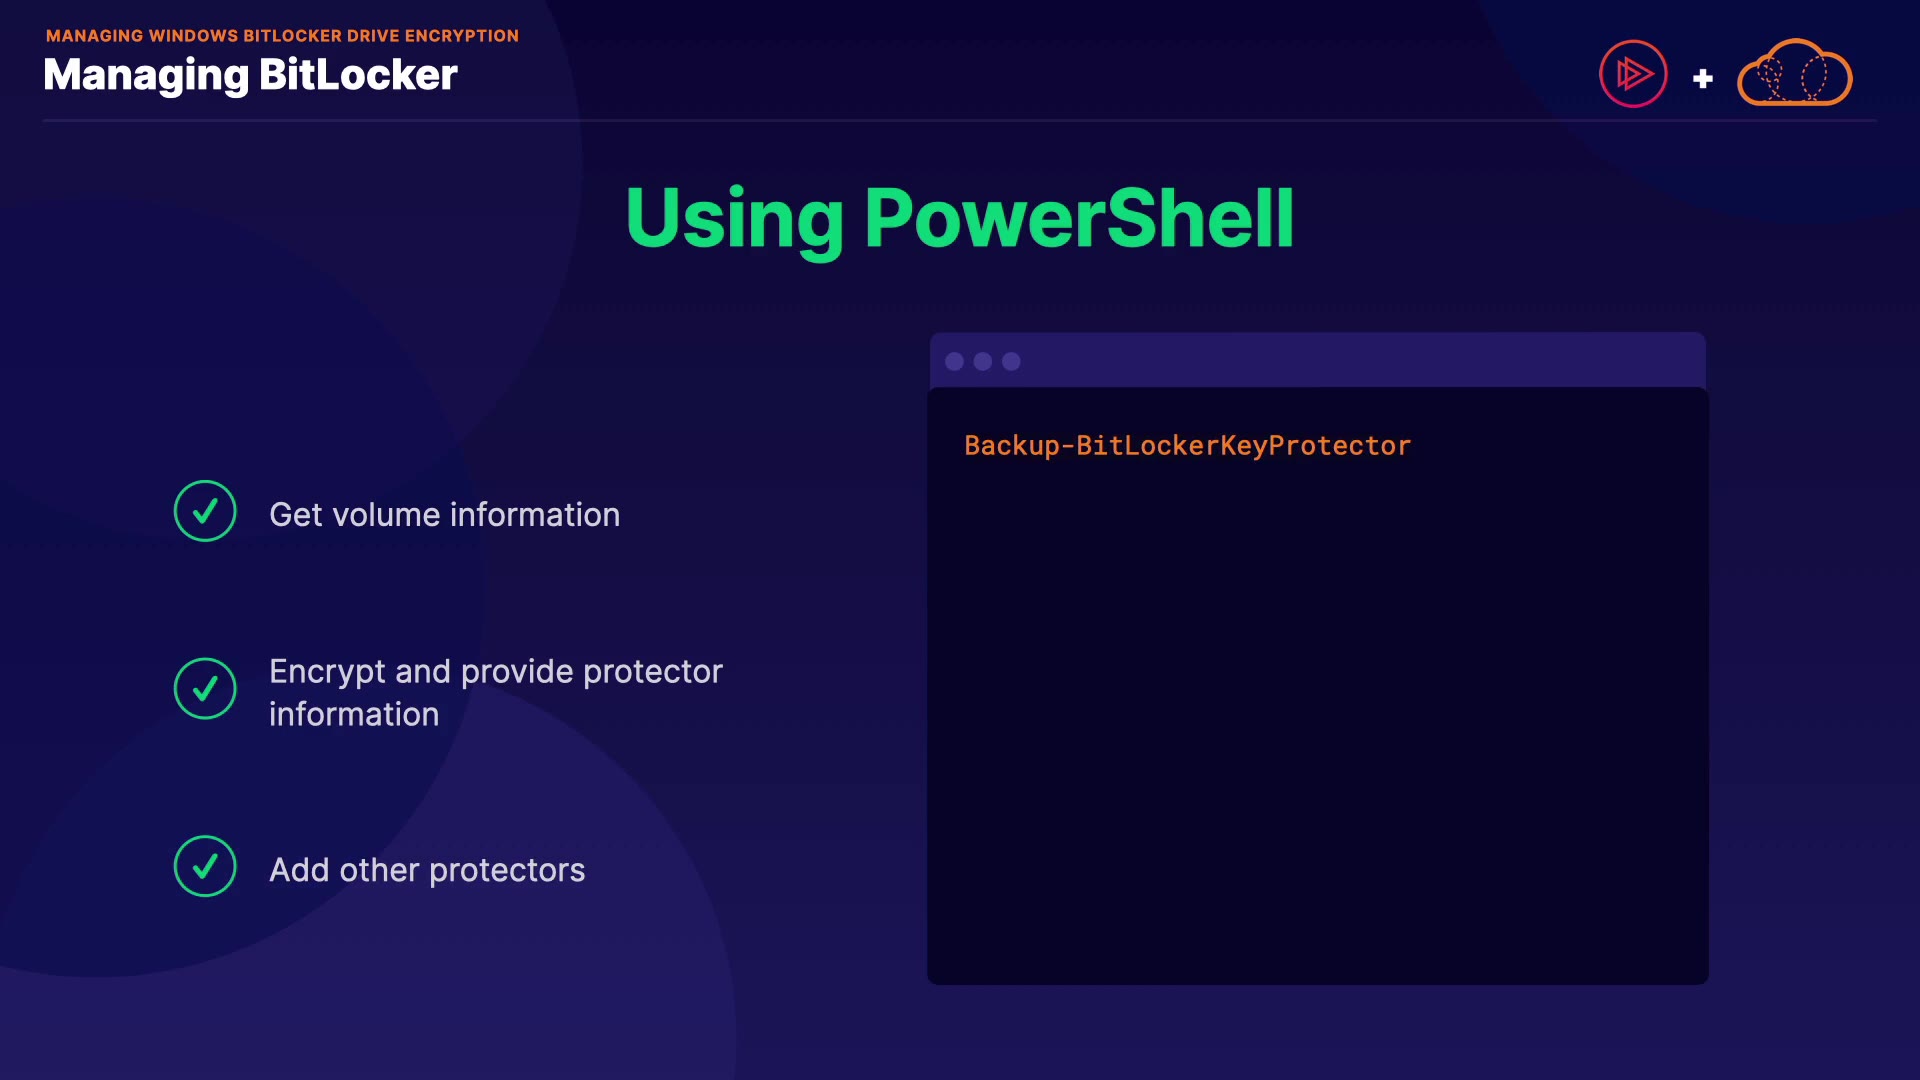 MANAGING WINDOWS BITLOCKER DRIVE ENCRYPTION
Managing BitLocker
+
Using PowerShell
Get volume information
Encrypt and provide protector
information
Add other protectors
Backup-BitLockerKeyProtector